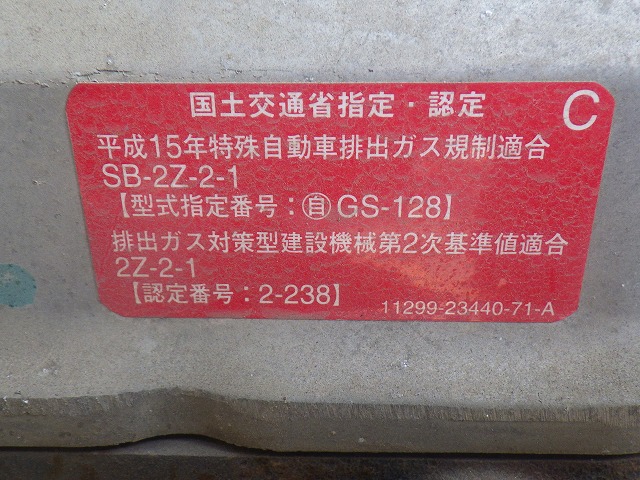 国土交通省指定・認定
C
平成15年特殊自動車排出ガス規制適合
SB-2Z-2-1
【型式指定番号：㉂GS-128】
排出ガス対策型建設機械第2次基準値適合
2Z-2-1
【認定番号：2-238】
11299-23440-71-A